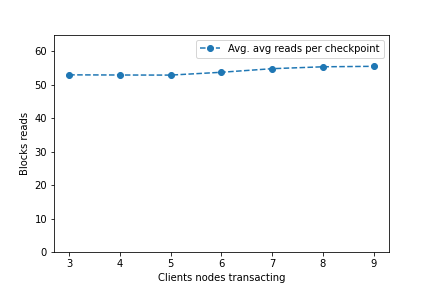 Avg. avg reads per checkpoint
60
50
40
30
20
10
0
Blocks reads
3 4 5 6 7 8 9
Clients nodes transacting